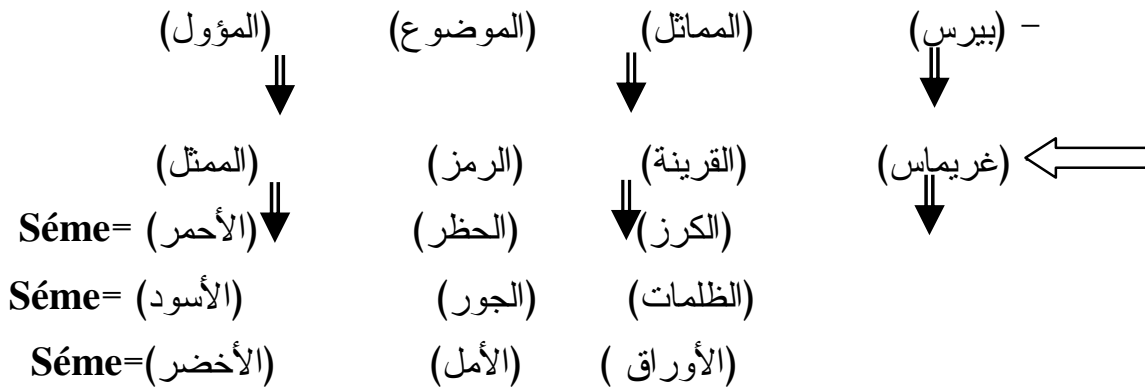 – (بيرس) (المماثل) (الموضوع) (المؤول)
(غريماس) (القرينة) (الرمز) (الممثل)
(الكرز) (الحظر) (الأحمر) =Séme
(الظلمات) (الجور) (الأسود) =Séme
(الأوراق ) (الأمل) (الأخضر)=Séme